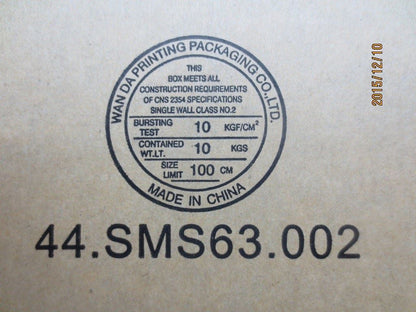 WAN DA PRINTING PACKAGING CO.,LTD.
THIS
BOX MEETS ALL
CONSTRUCTION REQUIREMENTS
OF CNS 2354 SPECIFICATIONS
SINGLE WALL CLASS NO.2
BURSTING TEST 10 KGF/CM²
CONTAINED WT.LT. 10 KGS
SIZE LIMIT 100 CM
MADE IN CHINA
44.SMS63.002
2015/12/10